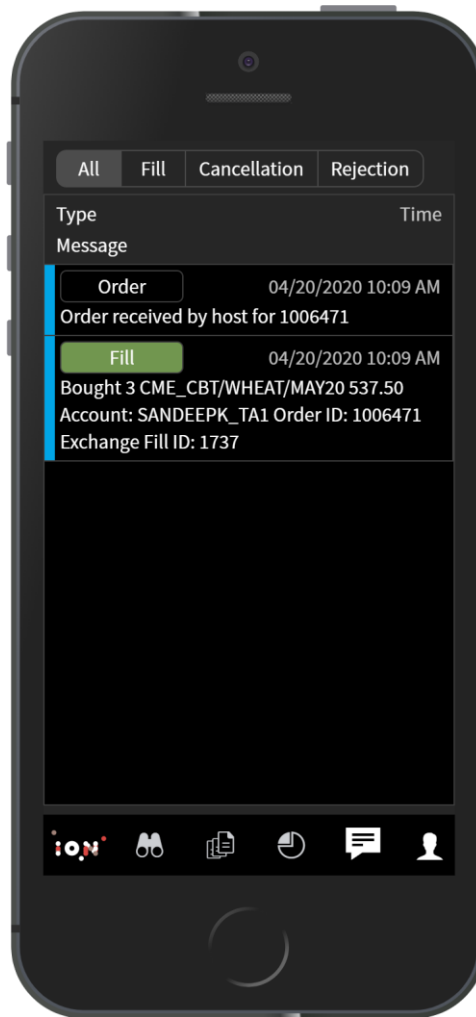 All Fill Cancellation Rejection
Type Time
Message
Order 04/20/2020 10:09 AM
Order received by host for 1006471
Fill 04/20/2020 10:09 AM
Bought 3 CME_CBT/WHEAT/MAY20 537.50
Account: SANDEEPK_TA1 Order ID: 1006471
Exchange Fill ID: 1737
iON